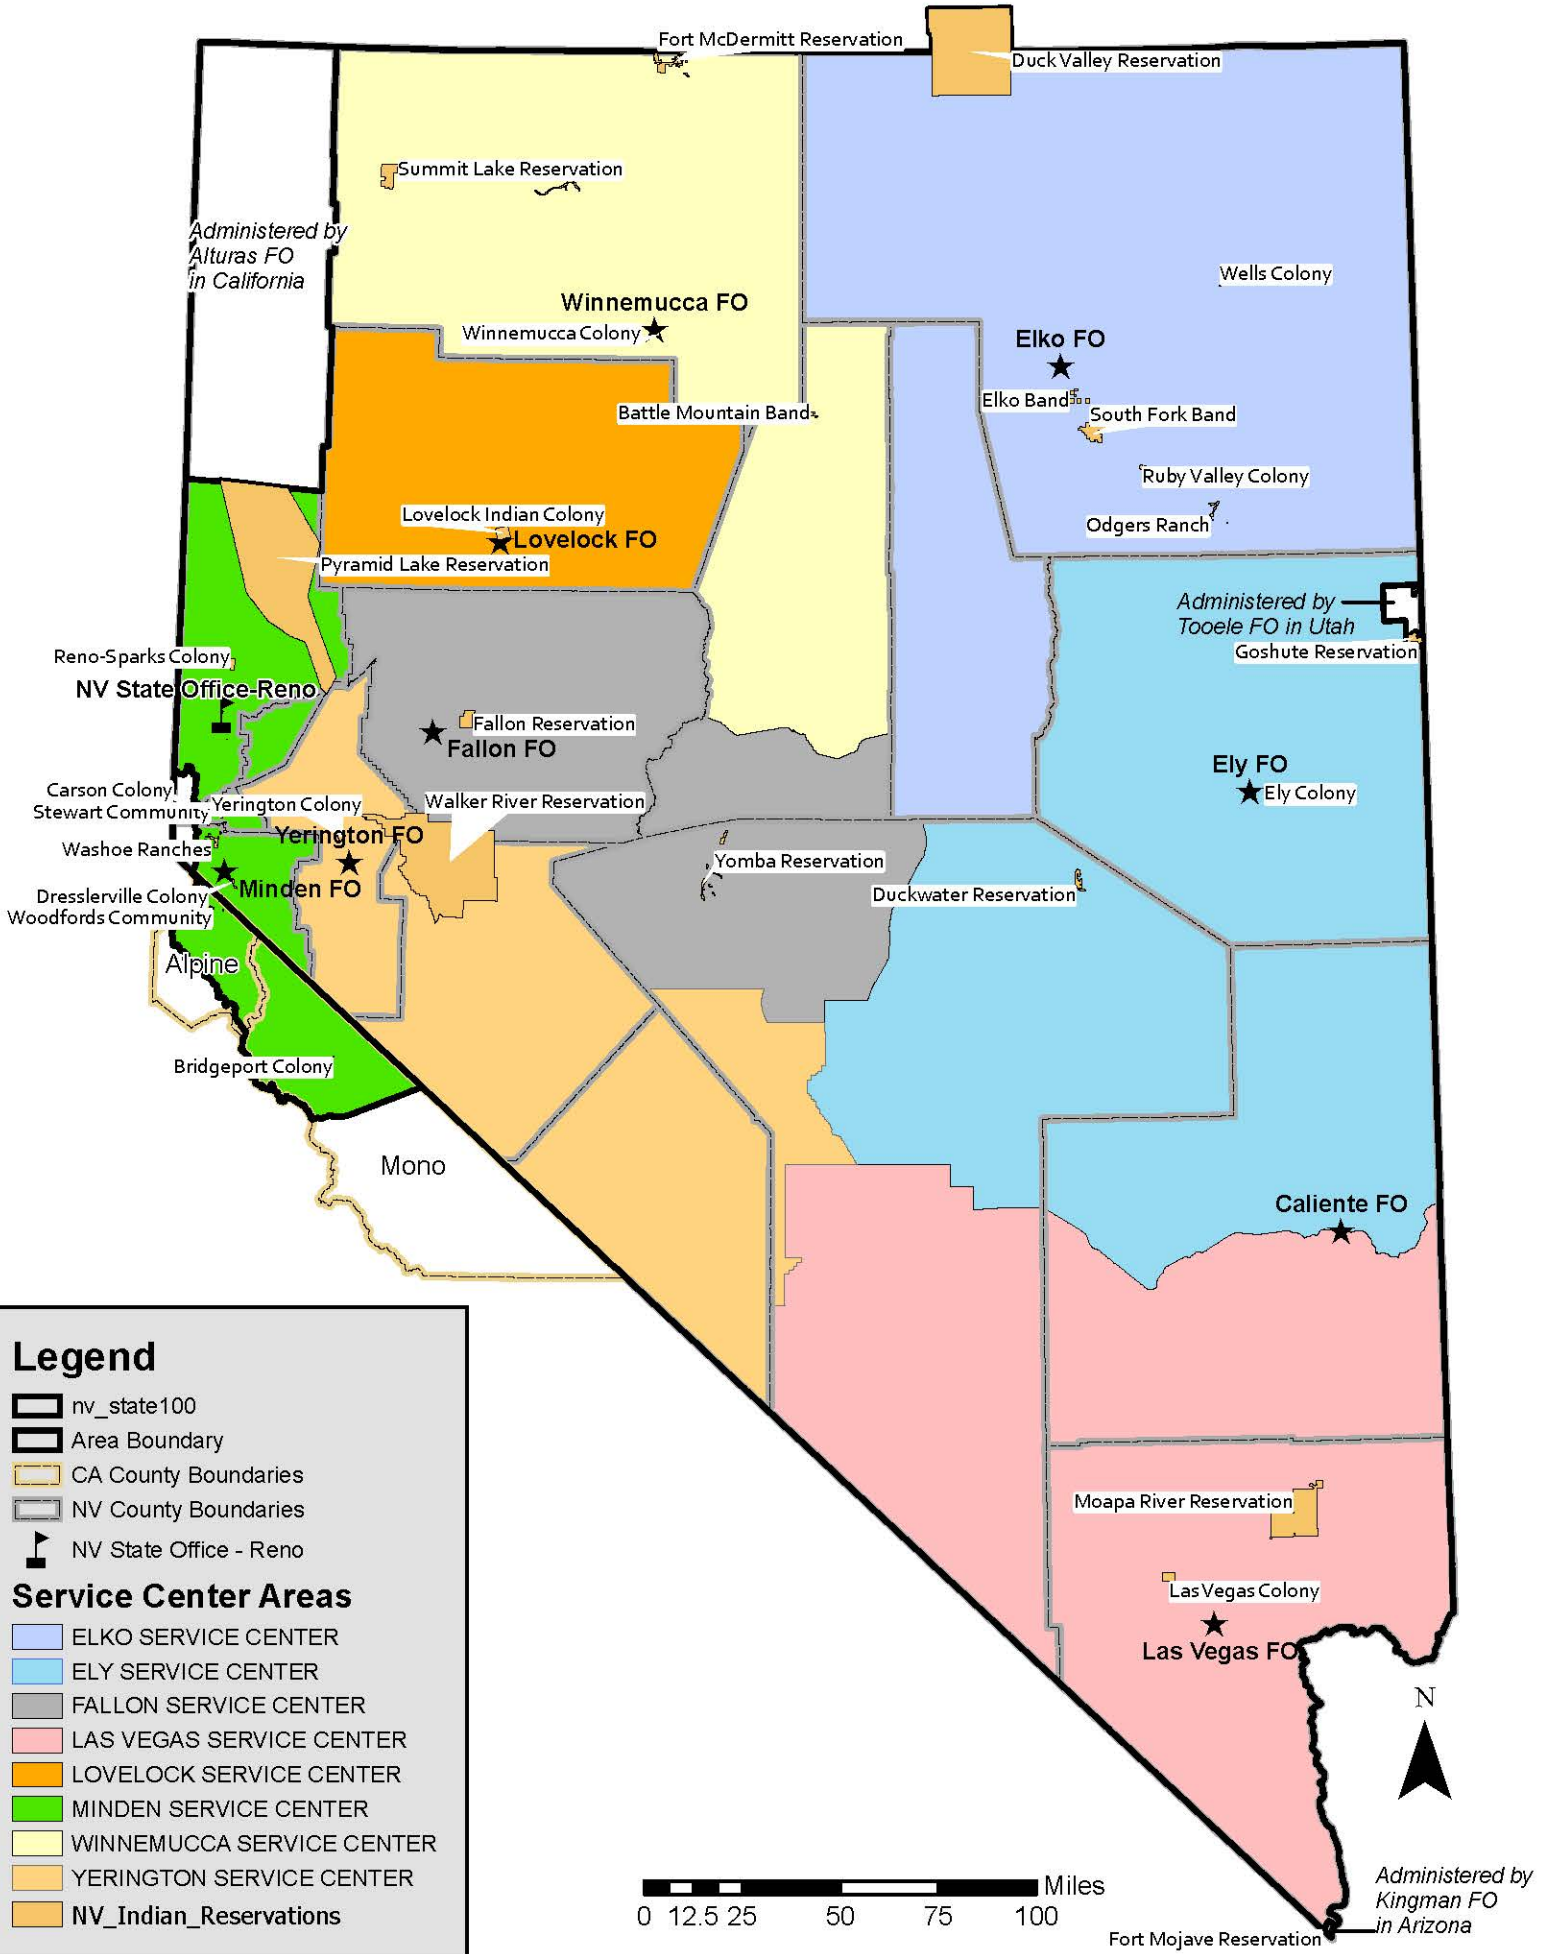 Fort McDermitt Reservation
Duck Valley Reservation
Summit Lake Reservation
Administered by
Alturas FO
in California
Wells Colony
Winnemucca FO
Winnemucca Colony
Elko FO
Elko Band
South Fork Band
Battle Mountain Band
Ruby Valley Colony
Lovelock Indian Colony
Odgers Ranch
Lovelock FO
Pyramid Lake Reservation
Administered by
Tooele FO in Utah
Goshute Reservation
Reno-Sparks Colony
NV State Office-Reno
Fallon Reservation
Fallon FO
Ely FO
Ely Colony
Carson Colony
Stewart Community
Yerington Colony
Walker River Reservation
Yerington FO
Washoe Ranches
Yomba Reservation
Minden FO
Duckwater Reservation
Dresslerville Colony
Woodfords Community
Alpine
Bridgeport Colony
Mono
Caliente FO
Moapa River Reservation
Las Vegas Colony
Las Vegas FO
Legend
nv_state100
Area Boundary
CA County Boundaries
NV County Boundaries
NV State Office - Reno
Service Center Areas
ELKO SERVICE CENTER
ELY SERVICE CENTER
FALLON SERVICE CENTER
LAS VEGAS SERVICE CENTER
LOVELOCK SERVICE CENTER
MINDEN SERVICE CENTER
WINNEMUCCA SERVICE CENTER
YERINGTON SERVICE CENTER
NV_Indian_Reservations
N
Miles
0 12.5 25 50 75 100
Administered by
Kingman FO
in Arizona
Fort Mojave Reservation